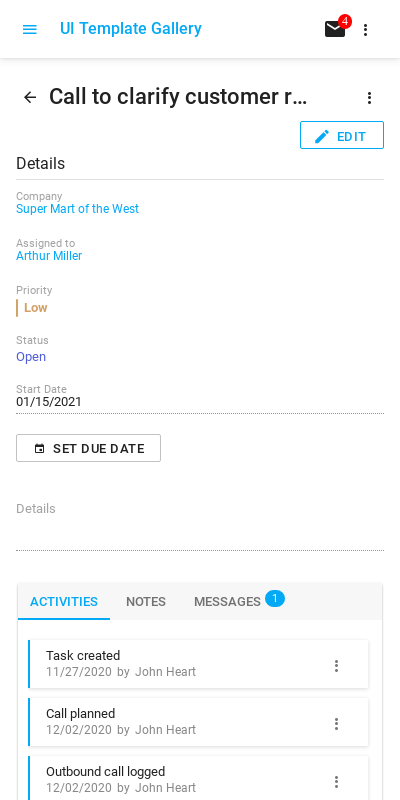 UI Template Gallery
4
Call to clarify customer r...
EDIT
Details
Company
Super Mart of the West
Assigned to
Arthur Miller
Priority
Low
Status
Open
Start Date
01/15/2021
SET DUE DATE
Details
ACTIVITIES NOTES MESSAGES 1
Task created
11/27/2020 by John Heart
Call planned
12/02/2020 by John Heart
Outbound call logged
12/02/2020 by John Heart